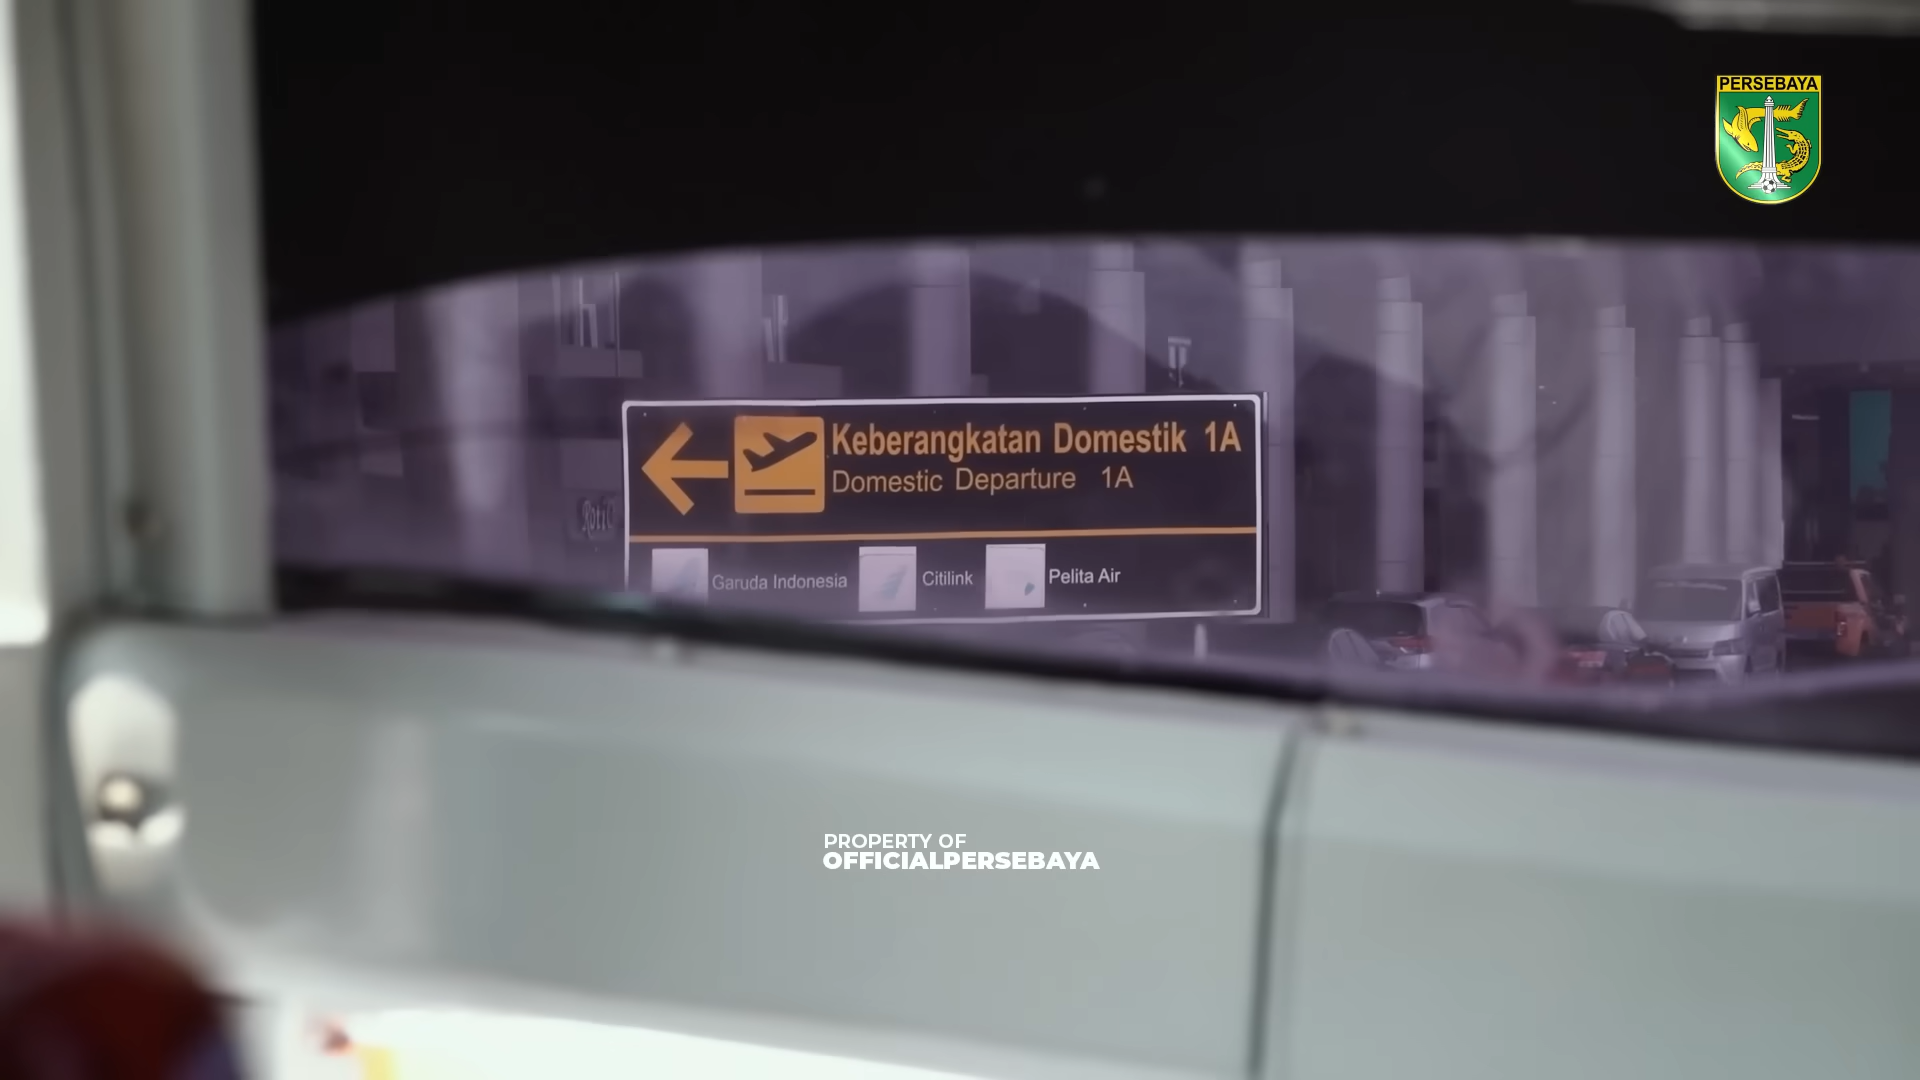 PERSEBAYA
Keberangkatan Domestik 1A
Domestic Departure 1A
Garuda Indonesia Citilink Pelita Air
PROPERTY OF
OFFICIALPERSEBAYA